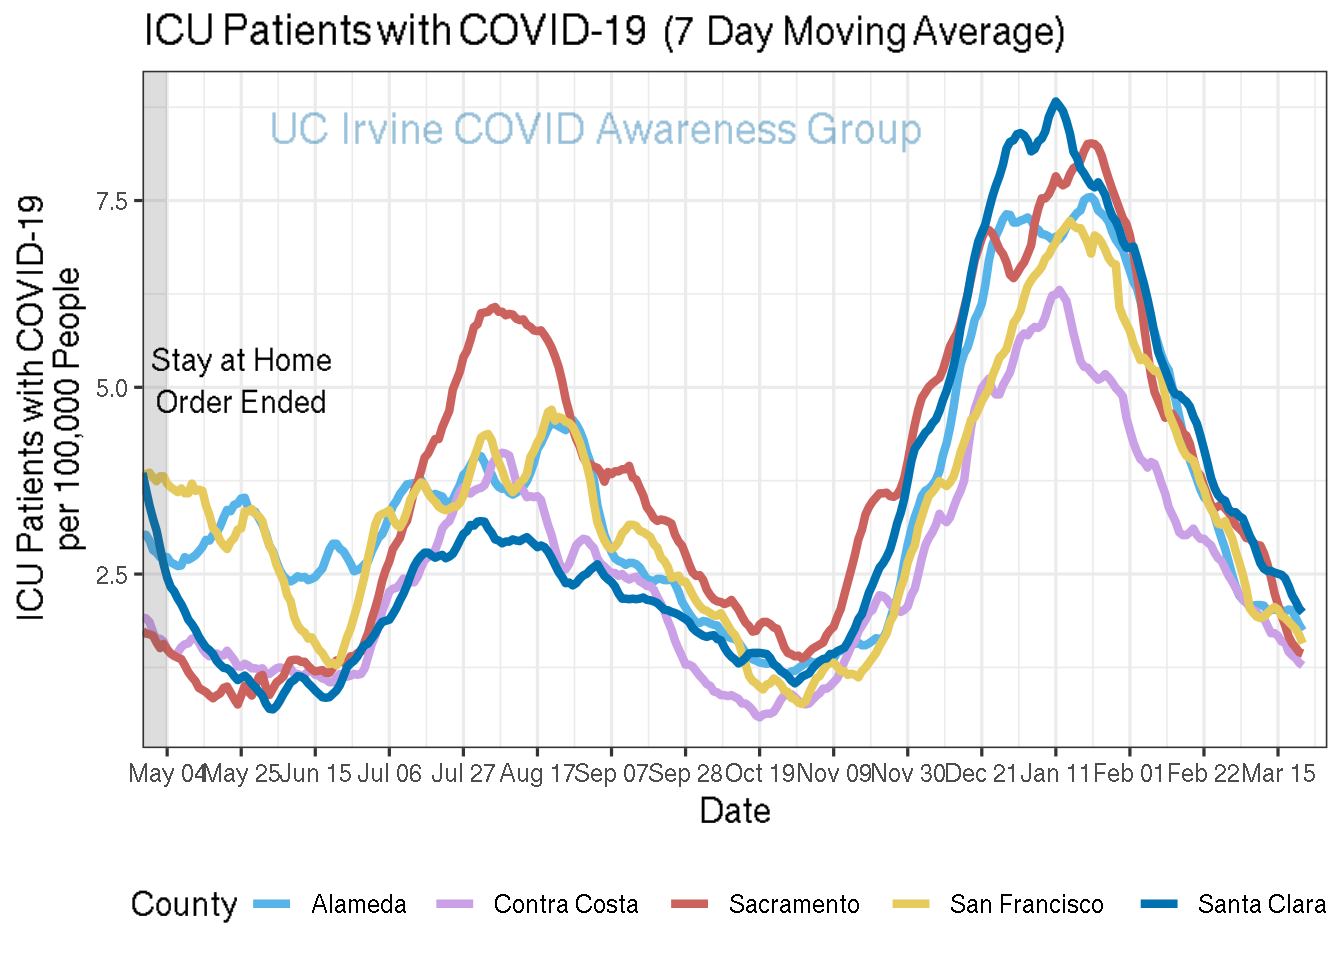 ICU Patients with COVID-19 (7 Day Moving Average)
UC Irvine COVID Awareness Group
ICU Patients with COVID-19
per 100,000 People
7.5
5.0
2.5
Stay at Home
Order Ended
May 04 May 25 Jun 15 Jul 06 Jul 27 Aug 17 Sep 07 Sep 28 Oct 19 Nov 09 Nov 30 Dec 21 Jan 11 Feb 01 Feb 22 Mar 15
Date
County Alameda Contra Costa Sacramento San Francisco Santa Clara